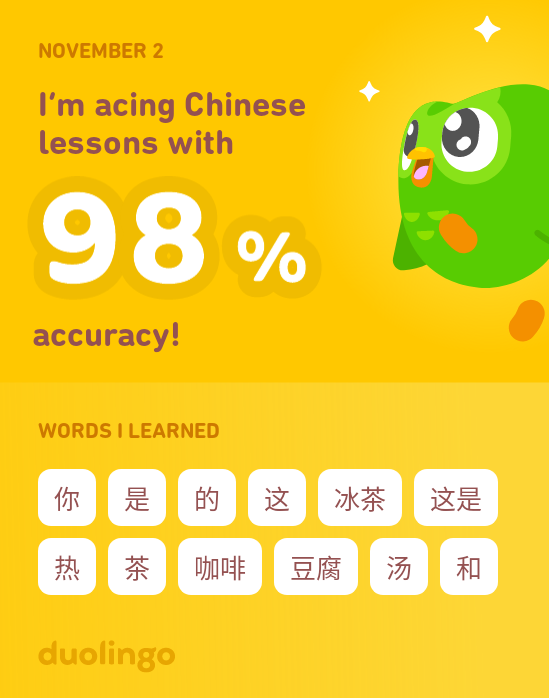 NOVEMBER 2
I’m acing Chinese
lessons with
98%
accuracy!
WORDS I LEARNED
你 是 的 这 冰茶 这是
热 茶 咖啡 豆腐 汤 和
duolingo